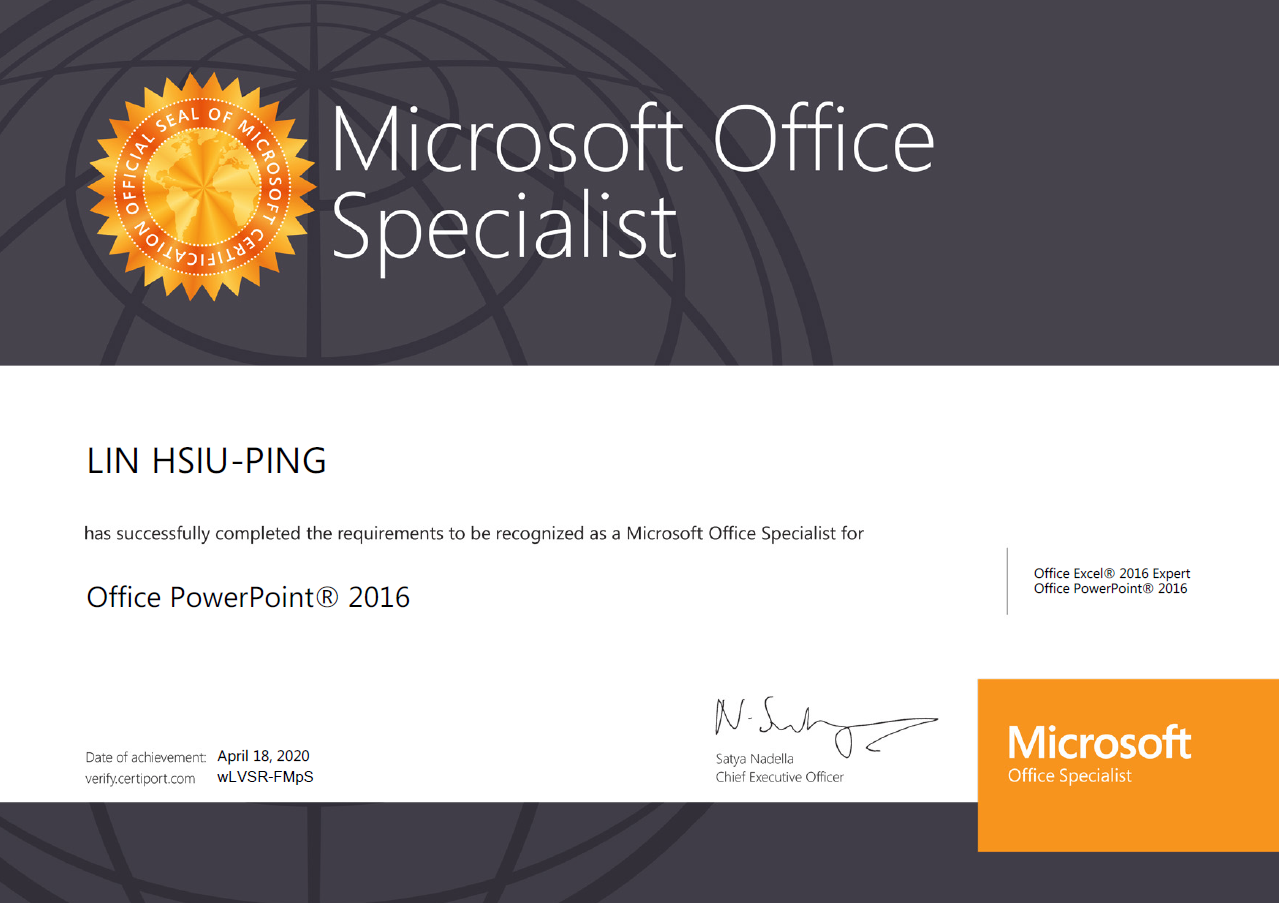 OFFICIAL SEAL OF MICROSOFT CERTIFICATION
Microsoft Office
Specialist
LIN HSIU-PING
has successfully completed the requirements to be recognized as a Microsoft Office Specialist for
Office PowerPoint® 2016
Office Excel® 2016 Expert
Office PowerPoint® 2016
Date of achievement: April 18, 2020
verify.certiport.com wLVSR-FMpS
Satya Nadella
Chief Executive Officer
Microsoft
Office Specialist